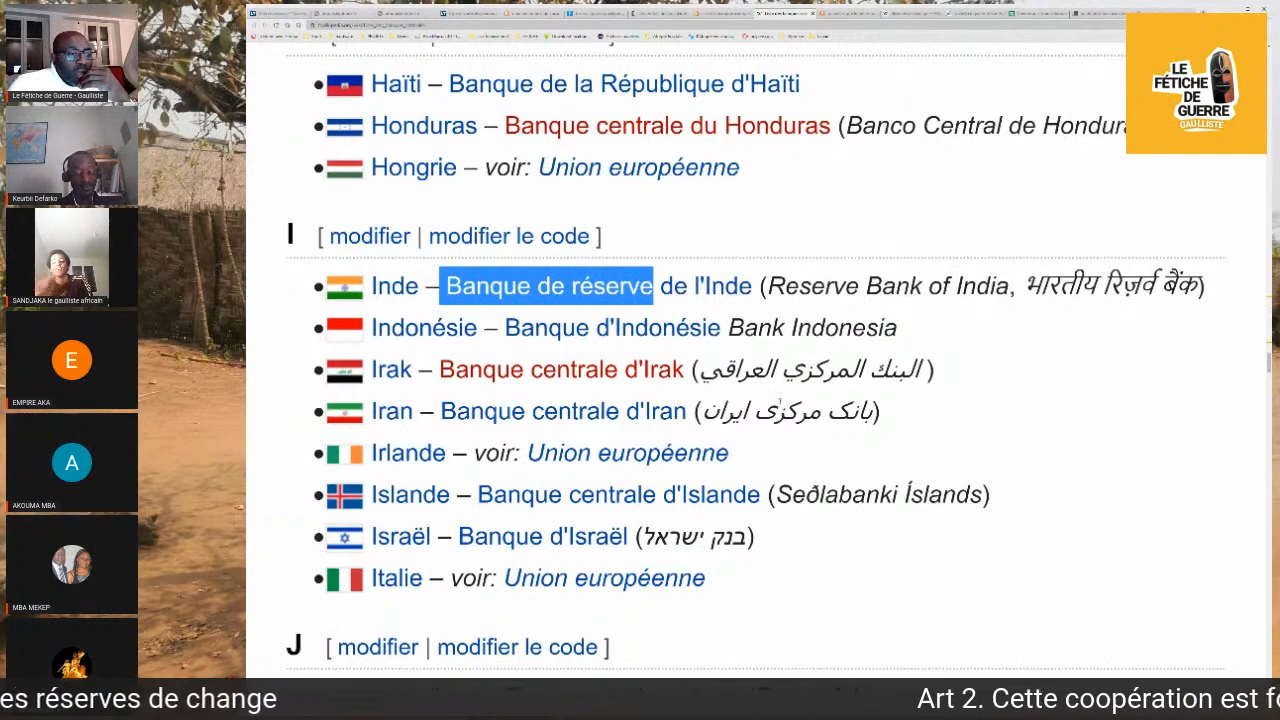 Haïti – Banque de la République d'Haïti
Honduras – Banque centrale du Honduras (Banco Central de
Hongrie – voir: Union européenne
I [ modifier | modifier le code ]
Inde – Banque de réserve de l'Inde (Reserve Bank of India, भारतीय रिज़र्व बैंक)
Indonésie – Banque d'Indonésie Bank Indonesia
Irak – Banque centrale d'Irak (البنك المركزي العراقي)
Iran – Banque centrale d'Iran (بانک مرکزی ایران)
Irlande – voir: Union européenne
Islande – Banque centrale d'Islande (Seðlabanki Íslands)
Israël – Banque d'Israël (בנק ישראל)
Italie – voir: Union européenne
J [ modifier | modifier le code ]
LE
FÉTICHE
DE
GUERRE
GAULLISTE
Le Fétiche de Guerre - Gaulliste
Keurbii Defarko
SANDJAKA le gaulliste africain
E
EMPIRE AKA
A
AKOUMA MBA
MBA MEKEP
es réserves de change
Art 2. Cette coopération est